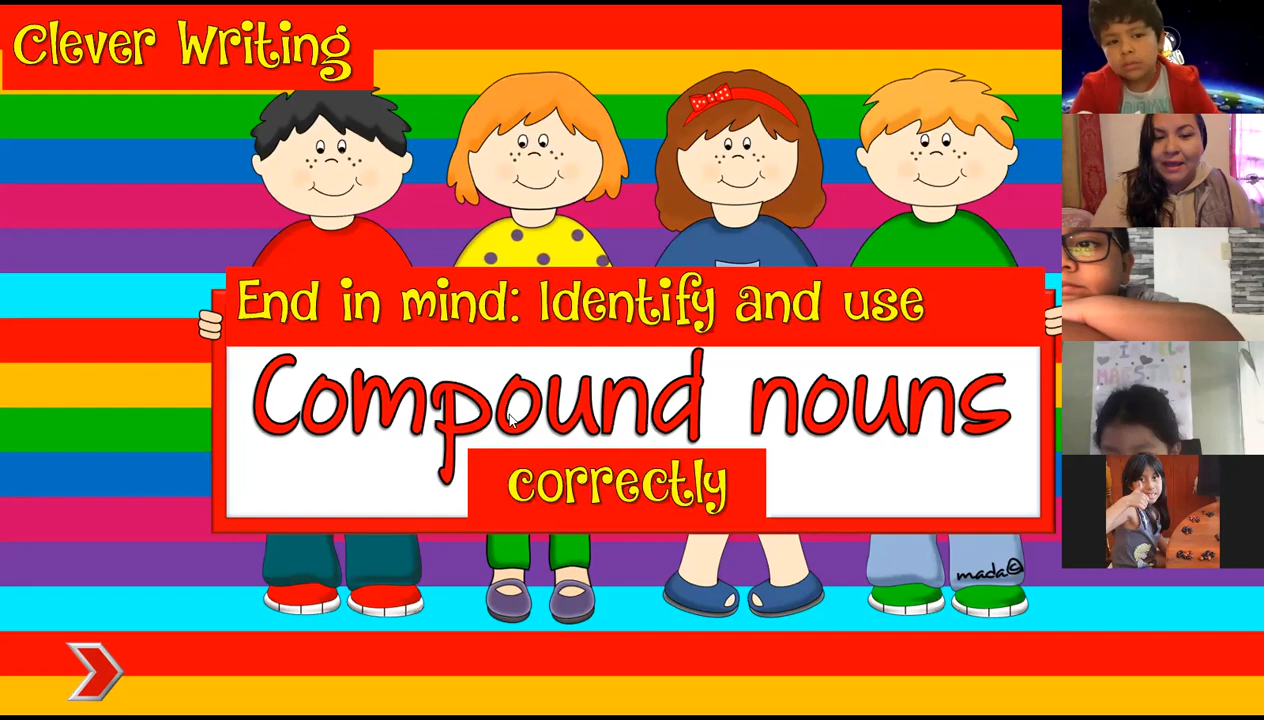 Clever Writing
End in mind: Identify and use
Compound nouns
correctly
mada©